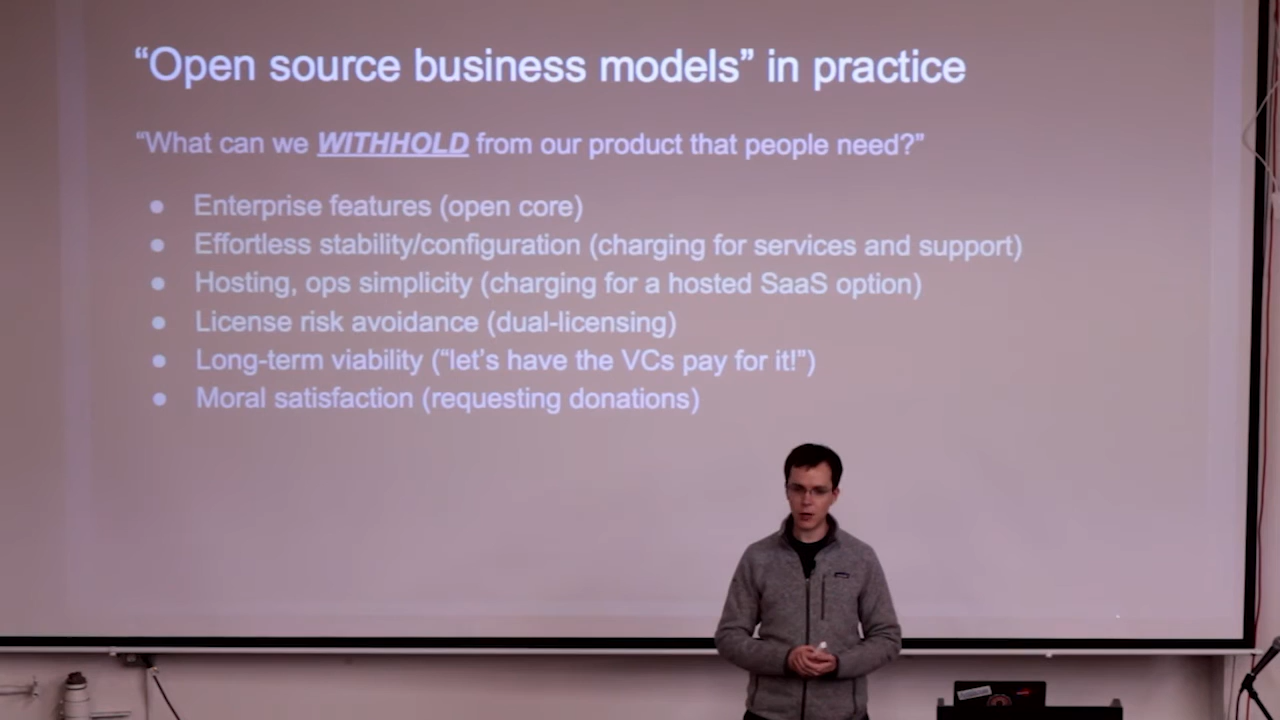 “Open source business models” in practice
“What can we WITHHOLD from our product that people need?”
● Enterprise features (open core)
● Effortless stability/configuration (charging for services and support)
● Hosting, ops simplicity (charging for a hosted SaaS option)
● License risk avoidance (dual-licensing)
● Long-term viability (“let’s have the VCs pay for it!”)
● Moral satisfaction (requesting donations)